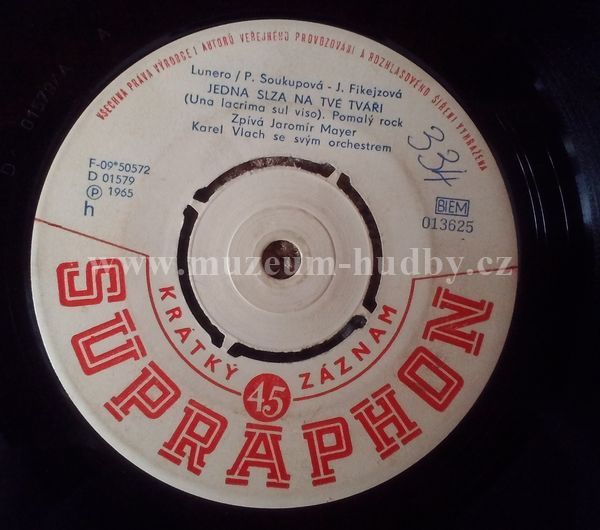 VŠECHNA PRÁVA VÝROBCE I AUTORŮ VEŘEJNÉHO PROVOZOVÁNÍ A ROZHLASOVÉHO ŠÍŘENÍ VYHRAŽENA
Lunero / P. Soukupová - J. Fikejzová
JEDNA SLZA NA TVÉ TVÁŘI
(Una lacrima sul viso). Pomalý rock
Zpívá Jaromír Mayer
Karel Vlach se svým orchestrem
334
F-09*50572
D 01579
Ⓟ 1965
h
BIEM
013625
www.muzeum-hudby.cz
KRÁTKÝ 45 ZÁZNAM
SUPRAPHON